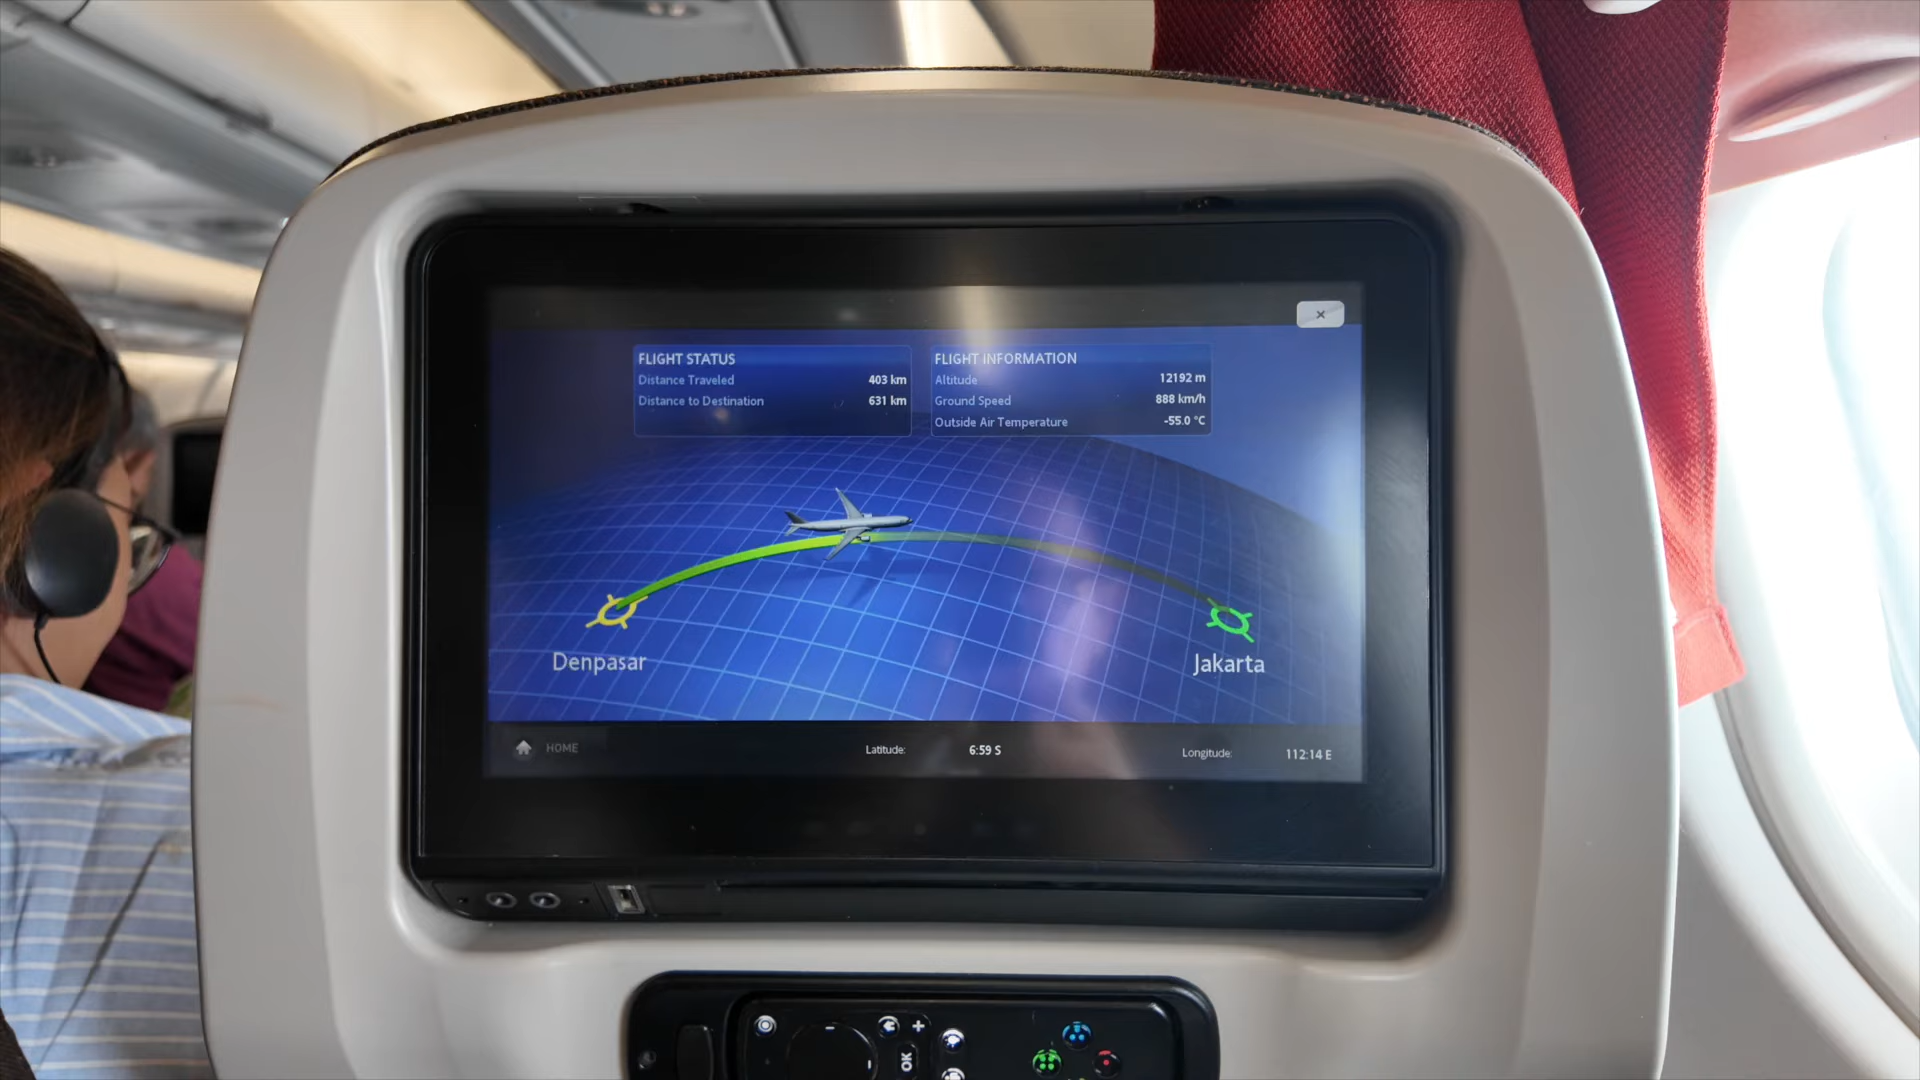 ×
FLIGHT STATUS
Distance Traveled 403 km
Distance to Destination 631 km
FLIGHT INFORMATION
Altitude 12192 m
Ground Speed 888 km/h
Outside Air Temperature -55.0 °C
Denpasar
Jakarta
HOME
Latitude: 6:59 S
Longitude: 112:14 E
+
-
OK